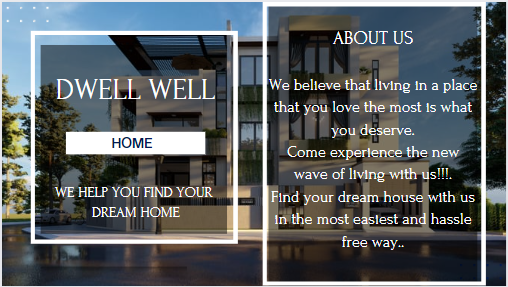 DWELL WELL
HOME
WE HELP YOU FIND YOUR
DREAM HOME
ABOUT US
We believe that living in a place
that you love the most is what
you deserve.
Come experience the new
wave of living with us!!!.
Find your dream house with us
in the most easiest and hassle
free way..